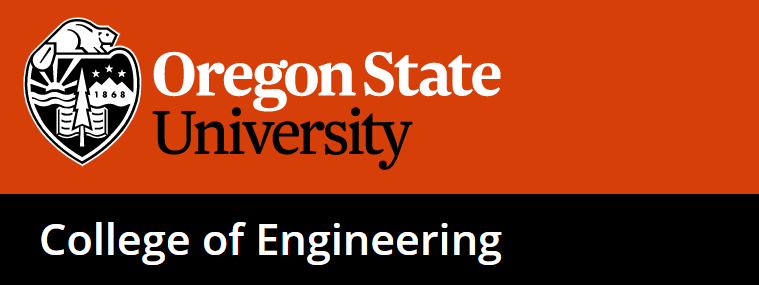 1868
Oregon State
University
College of Engineering